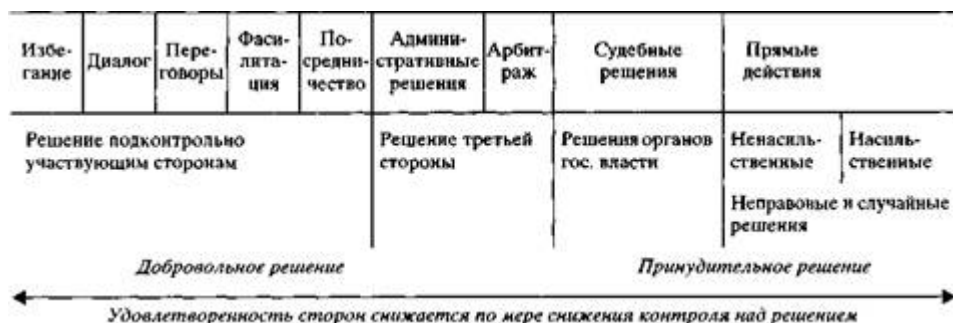 Избе-
гание
Диалог
Пере-
говоры
Фаси-
лита-
ция
По-
средни-
чество
Админи-
стративные
решения
Арбит-
раж
Судебные
решения
Прямые
действия
Решение подконтрольно
участвующим сторонам
Решение третьей
стороны
Решения органов
гос. власти
Ненасиль-
ственные
Насиль-
ственные
Неправовые и случайные
решения
Добровольное решение
Принудительное решение
Удовлетворенность сторон снижается по мере снижения контроля над решением